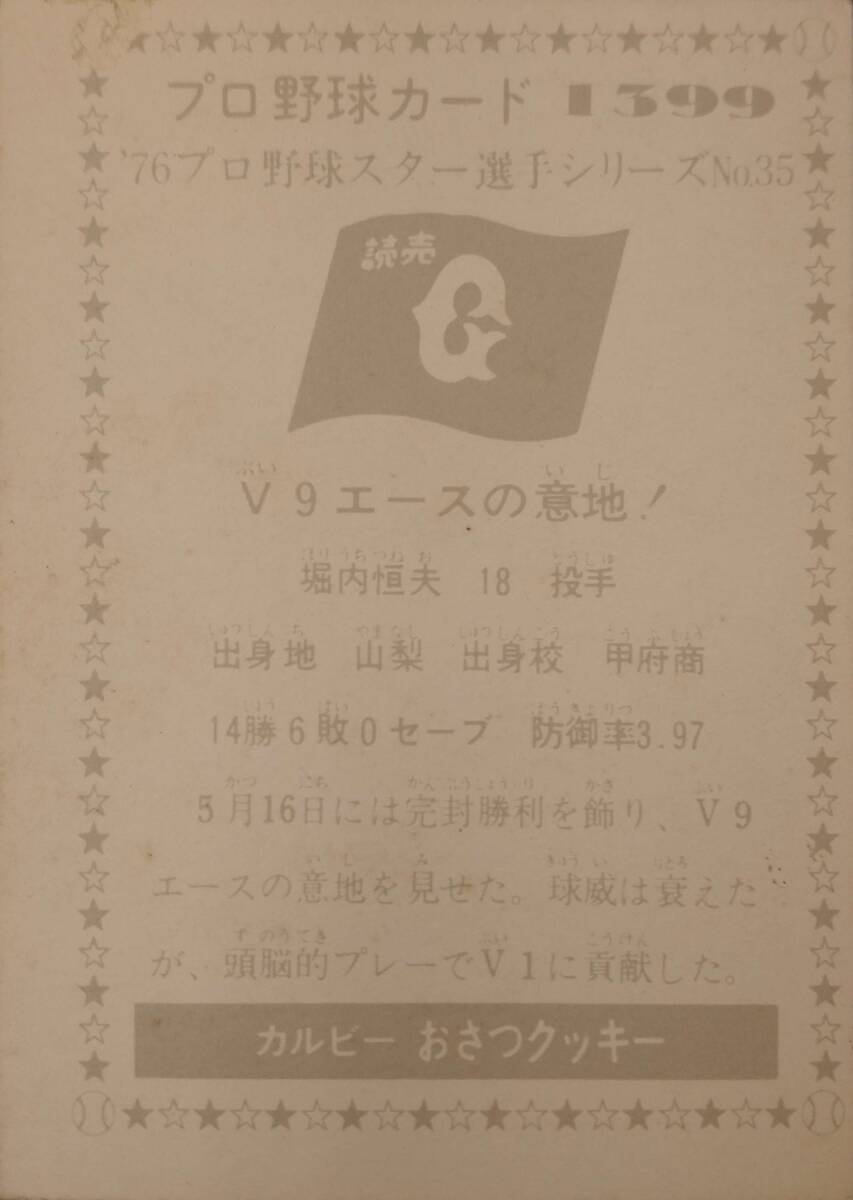 プロ野球カード 1399
'76プロ野球スター選手シリーズNo.35
読売
G
V9エースの意地！
堀内恒夫 18 投手
出身地 山梨 出身校 甲府商
14勝6敗0セーブ 防御率3.97
5月16日には完封勝利を飾り、V9
エースの意地を見せた。球威は衰えた
が、頭脳的プレーでV1に貢献した。
カルビー おさつクッキー